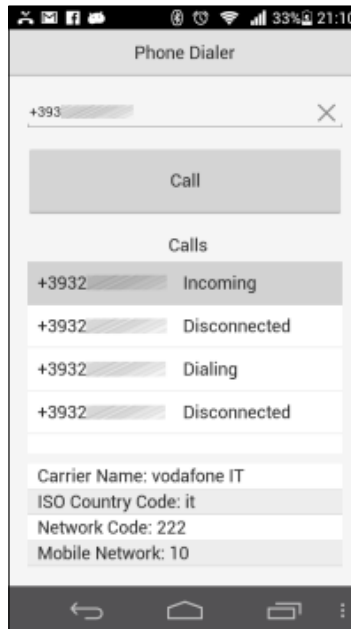 33% 21:10
Phone Dialer
+393
Call
Calls
+3932 Incoming
+3932 Disconnected
+3932 Dialing
+3932 Disconnected
Carrier Name: vodafone IT
ISO Country Code: it
Network Code: 222
Mobile Network: 10